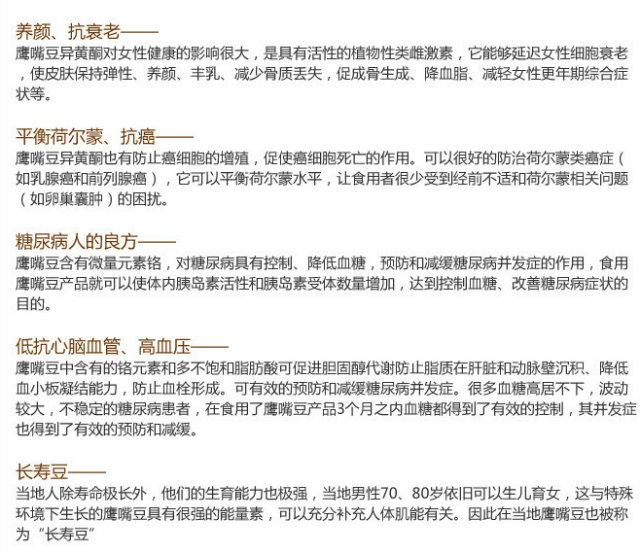 养颜、抗衰老——
鹰嘴豆异黄酮对女性健康的影响很大，是具有活性的植物性类雌激素，它能够延迟女性细胞衰老
，使皮肤保持弹性、养颜、丰乳、减少骨质丢失，促成骨生成、降血脂、减轻女性更年期综合症
状等。
平衡荷尔蒙、抗癌——
鹰嘴豆异黄酮也有防止癌细胞的增殖，促使癌细胞死亡的作用。可以很好的防治荷尔蒙类癌症（
如乳腺癌和前列腺癌），它可以平衡荷尔蒙水平，让食用者很少受到经前不适和荷尔蒙相关问题
（如卵巢囊肿）的困扰。
糖尿病人的良方——
鹰嘴豆含有微量元素铬，对糖尿病具有控制、降低血糖，预防和减缓糖尿病并发症的作用，食用
鹰嘴豆产品就可以使体内胰岛素活性和胰岛素受体数量增加，达到控制血糖、改善糖尿病症状的
目的。
低抗心脑血管、高血压——
鹰嘴豆中含有的铬元素和多不饱和脂肪酸可促进胆固醇代谢防止脂质在肝脏和动脉壁沉积、降低
血小板凝结能力，防止血栓形成。可有效的预防和减缓糖尿病并发症。很多血糖高居不下，波动
较大，不稳定的糖尿病患者，在食用了鹰嘴豆产品3个月之内血糖都得到了有效的控制，其并发症
也得到了有效的预防和减缓。
长寿豆——
当地人除寿命极长外，他们的生育能力也极强，当地男性70、80岁依旧可以生儿育女，这与特殊
环境下生长的鹰嘴豆具有很强的能量素，可以充分补充人体肌能有关。因此在当地鹰嘴豆也被称
为“长寿豆”